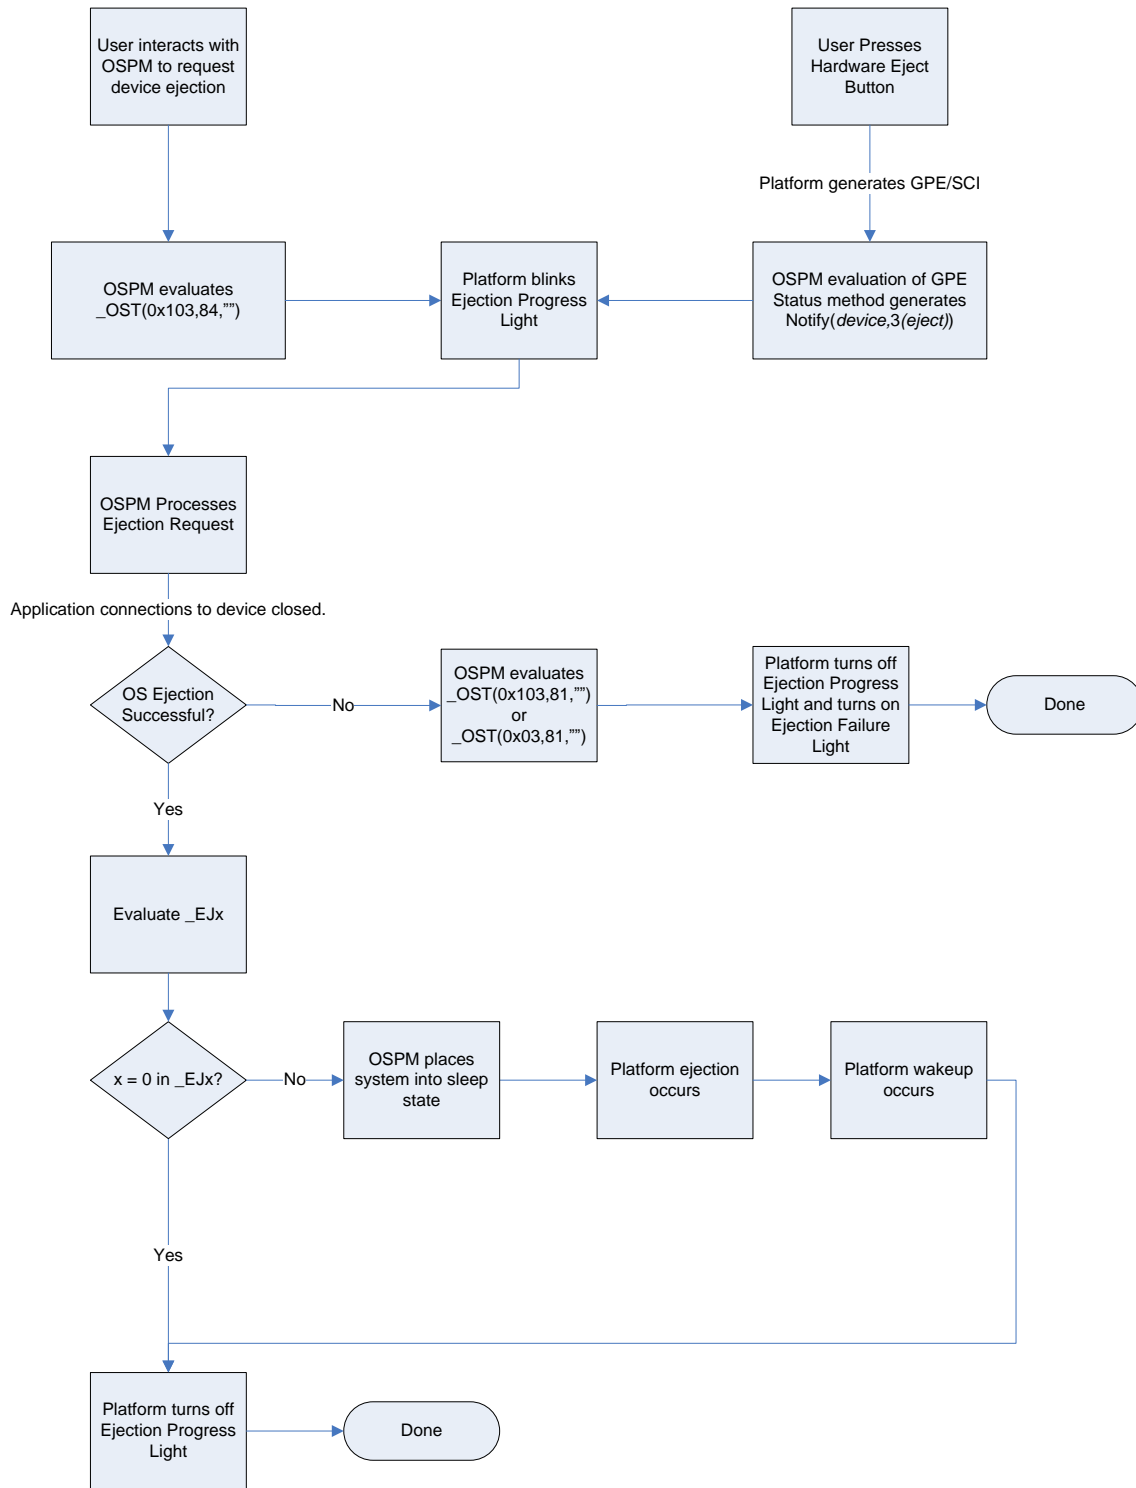 User interacts with
OSPM to request
device ejection
User Presses
Hardware Eject
Button
Platform generates GPE/SCI
OSPM evaluates
_OST(0x103,84,””)
Platform blinks
Ejection Progress
Light
OSPM evaluation of GPE
Status method generates
Notify(device,3(eject))
OSPM Processes
Ejection Request
Application connections to device closed.
OS Ejection
Successful?
No
OSPM evaluates
_OST(0x103,81,””)
or
_OST(0x03,81,””)
Platform turns off
Ejection Progress
Light and turns on
Ejection Failure
Light
Done
Yes
Evaluate _EJx
x = 0 in _EJx?
No
OSPM places
system into sleep
state
Platform ejection
occurs
Platform wakeup
occurs
Yes
Platform turns off
Ejection Progress
Light
Done